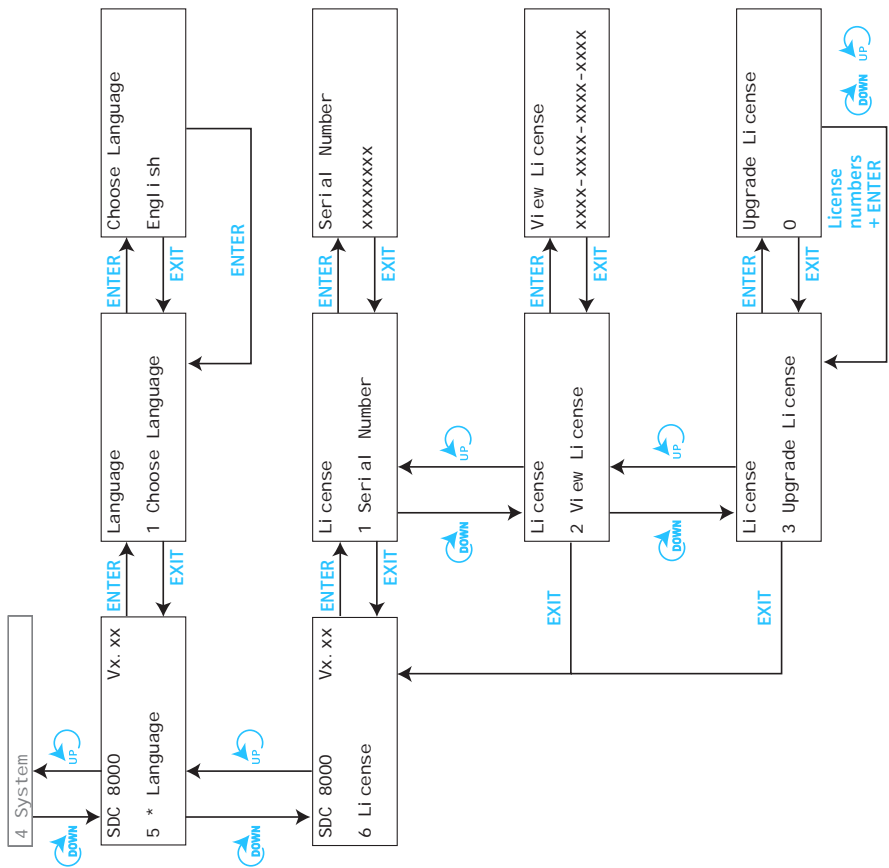 4 System
DOWN
UP
SDC 8000 Vx.xx
5 * Language
ENTER
EXIT
Language
1 Choose Language
ENTER
EXIT
Choose Language
English
ENTER
DOWN
UP
SDC 8000 Vx.xx
6 License
ENTER
EXIT
License
1 Serial Number
ENTER
EXIT
Serial Number
xxxxxxxx
DOWN
UP
EXIT
License
2 View License
ENTER
EXIT
View License
xxxx-xxxx-xxxx-xxxx
DOWN
UP
EXIT
License
3 Upgrade License
ENTER
EXIT
Upgrade License
0
License
numbers
+ ENTER
DOWN
UP